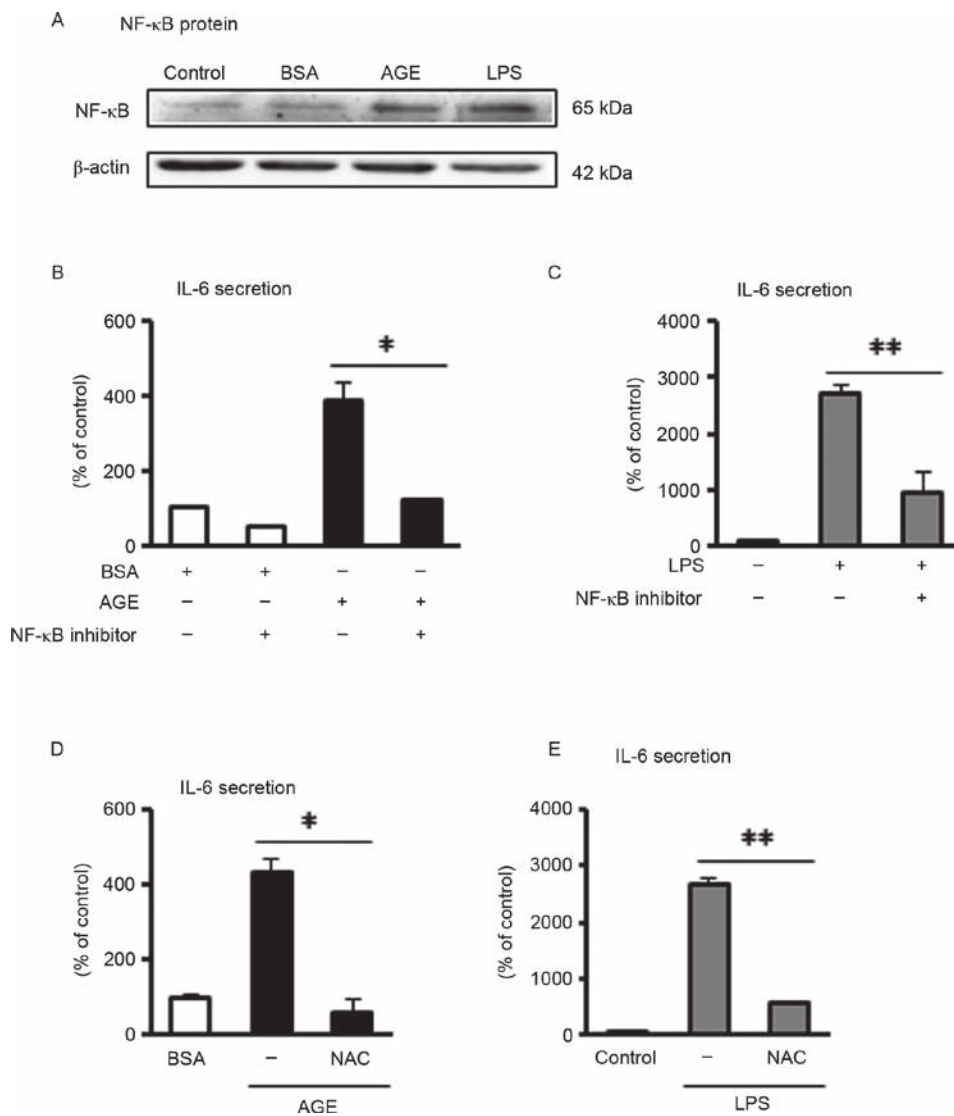 A
NF-κB protein
Control BSA AGE LPS
NF-κB 65 kDa
β-actin 42 kDa
B
IL-6 secretion
(% of control)
600
400
200
0
BSA + + – –
AGE – – + +
NF-κB inhibitor – + – +
C
IL-6 secretion
(% of control)
4000
3000
2000
1000
0
LPS – + +
NF-κB inhibitor – – +
D
IL-6 secretion
(% of control)
600
400
200
0
BSA – NAC
AGE
E
IL-6 secretion
(% of control)
4000
3000
2000
1000
0
Control – NAC
LPS